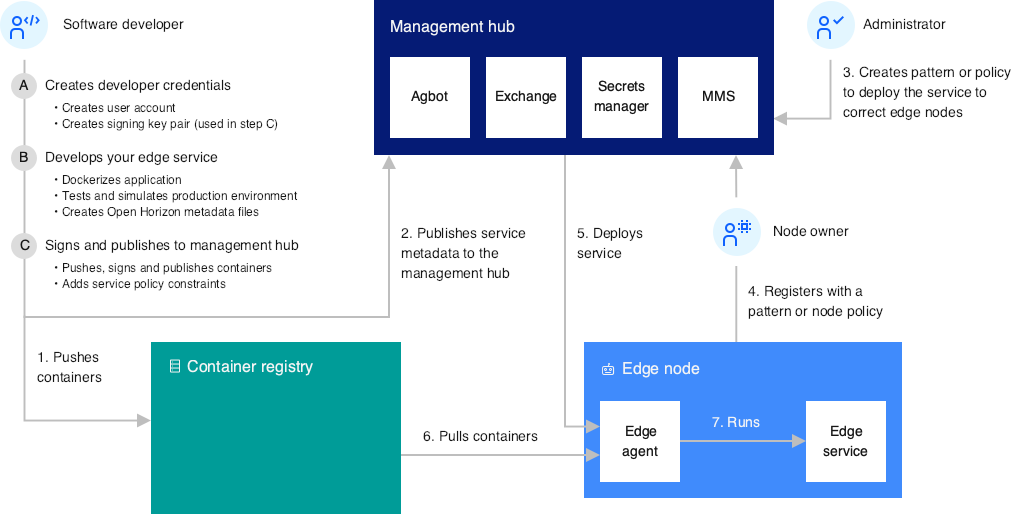 Software developer
A
Creates developer credentials
• Creates user account
• Creates signing key pair (used in step C)
B
Develops your edge service
• Dockerizes application
• Tests and simulates production environment
• Creates Open Horizon metadata files
C
Signs and publishes to management hub
• Pushes, signs and publishes containers
• Adds service policy constraints
Management hub
Agbot
Exchange
Secrets
manager
MMS
Administrator
3. Creates pattern or policy
to deploy the service to
correct edge nodes
2. Publishes service
metadata to the
management hub
5. Deploys
service
Node owner
4. Registers with a
pattern or node policy
1. Pushes
containers
Container registry
6. Pulls containers
Edge node
Edge
agent
7. Runs
Edge
service